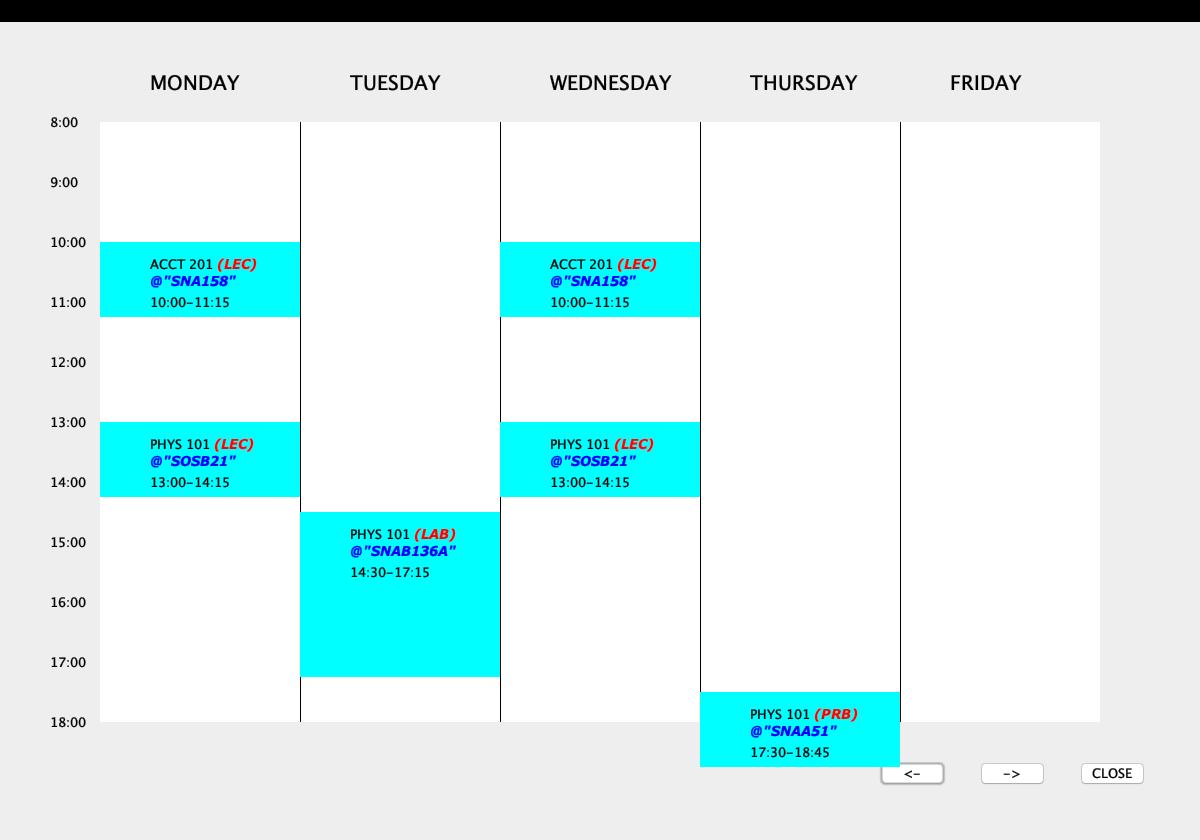 MONDAY TUESDAY WEDNESDAY THURSDAY FRIDAY
8:00
9:00
10:00
ACCT 201 (LEC)
@"SNA158"
10:00-11:15
ACCT 201 (LEC)
@"SNA158"
10:00-11:15
11:00
12:00
13:00
PHYS 101 (LEC)
@"SOSB21"
13:00-14:15
PHYS 101 (LEC)
@"SOSB21"
13:00-14:15
14:00
PHYS 101 (LAB)
@"SNAB136A"
14:30-17:15
15:00
16:00
17:00
PHYS 101 (PRB)
@"SNAA51"
17:30-18:45
18:00
<- -> CLOSE